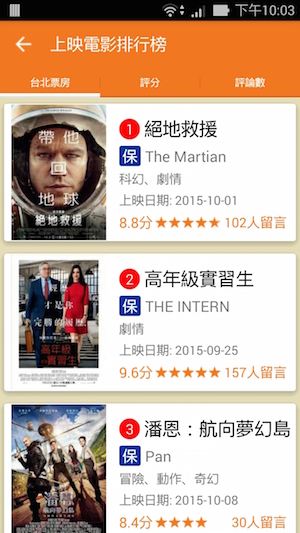 下午10:03
上映電影排行榜
台北票房
評分
評論數
帶他
回
地球
絕地救援
1 絕地救援
保 The Martian
科幻、劇情
上映日期: 2015-10-01
8.8分★★★★★ 102人留言
經歷
才是你
完勝的履歷
高年級
實習生
2 高年級實習生
保 THE INTERN
劇情
上映日期: 2015-09-25
9.6分★★★★★ 157人留言
3 潘恩：航向夢幻島
保 Pan
冒險、動作、奇幻
上映日期: 2015-10-08
8.4分★★★★ 30人留言